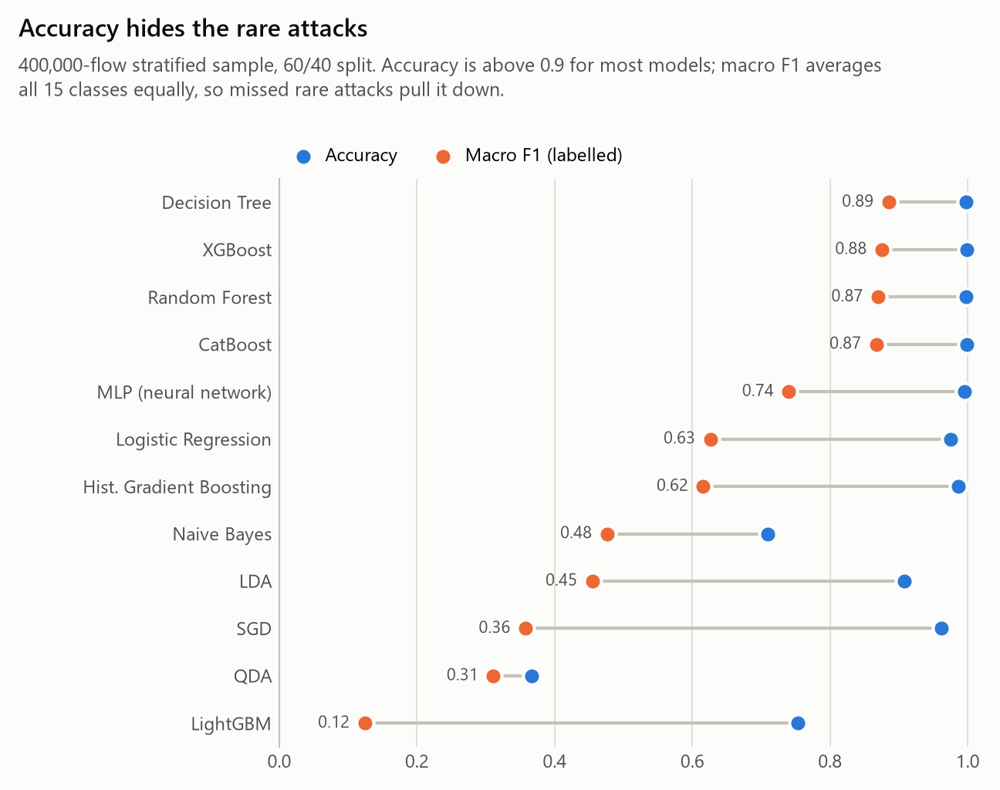 Accuracy hides the rare attacks
400,000-flow stratified sample, 60/40 split. Accuracy is above 0.9 for most models; macro F1 averages
all 15 classes equally, so missed rare attacks pull it down.
Accuracy Macro F1 (labelled)
Decision Tree 0.89
XGBoost 0.88
Random Forest 0.87
CatBoost 0.87
MLP (neural network) 0.74
Logistic Regression 0.63
Hist. Gradient Boosting 0.62
Naive Bayes 0.48
LDA 0.45
SGD 0.36
QDA 0.31
LightGBM 0.12
0.0 0.2 0.4 0.6 0.8 1.0